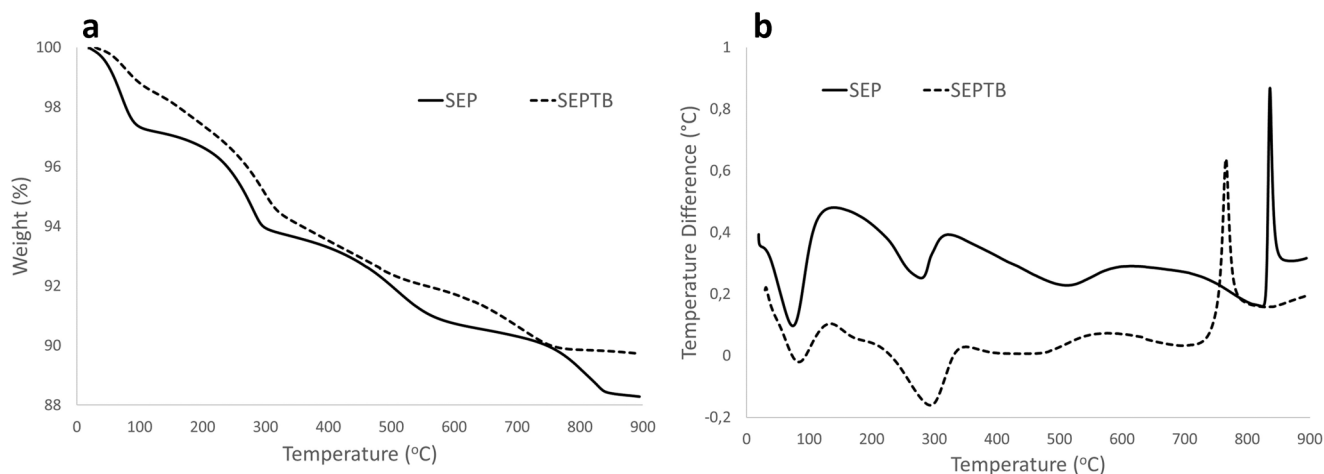 a
100
98
96
94
92
90
88
Weight (%)
SEP
SEPTB
0 100 200 300 400 500 600 700 800 900
Temperature (°C)
b
1
0,8
0,6
0,4
0,2
0
-0,2
Temperature Difference (°C)
SEP
SEPTB
0 100 200 300 400 500 600 700 800 900
Temperature (°C)